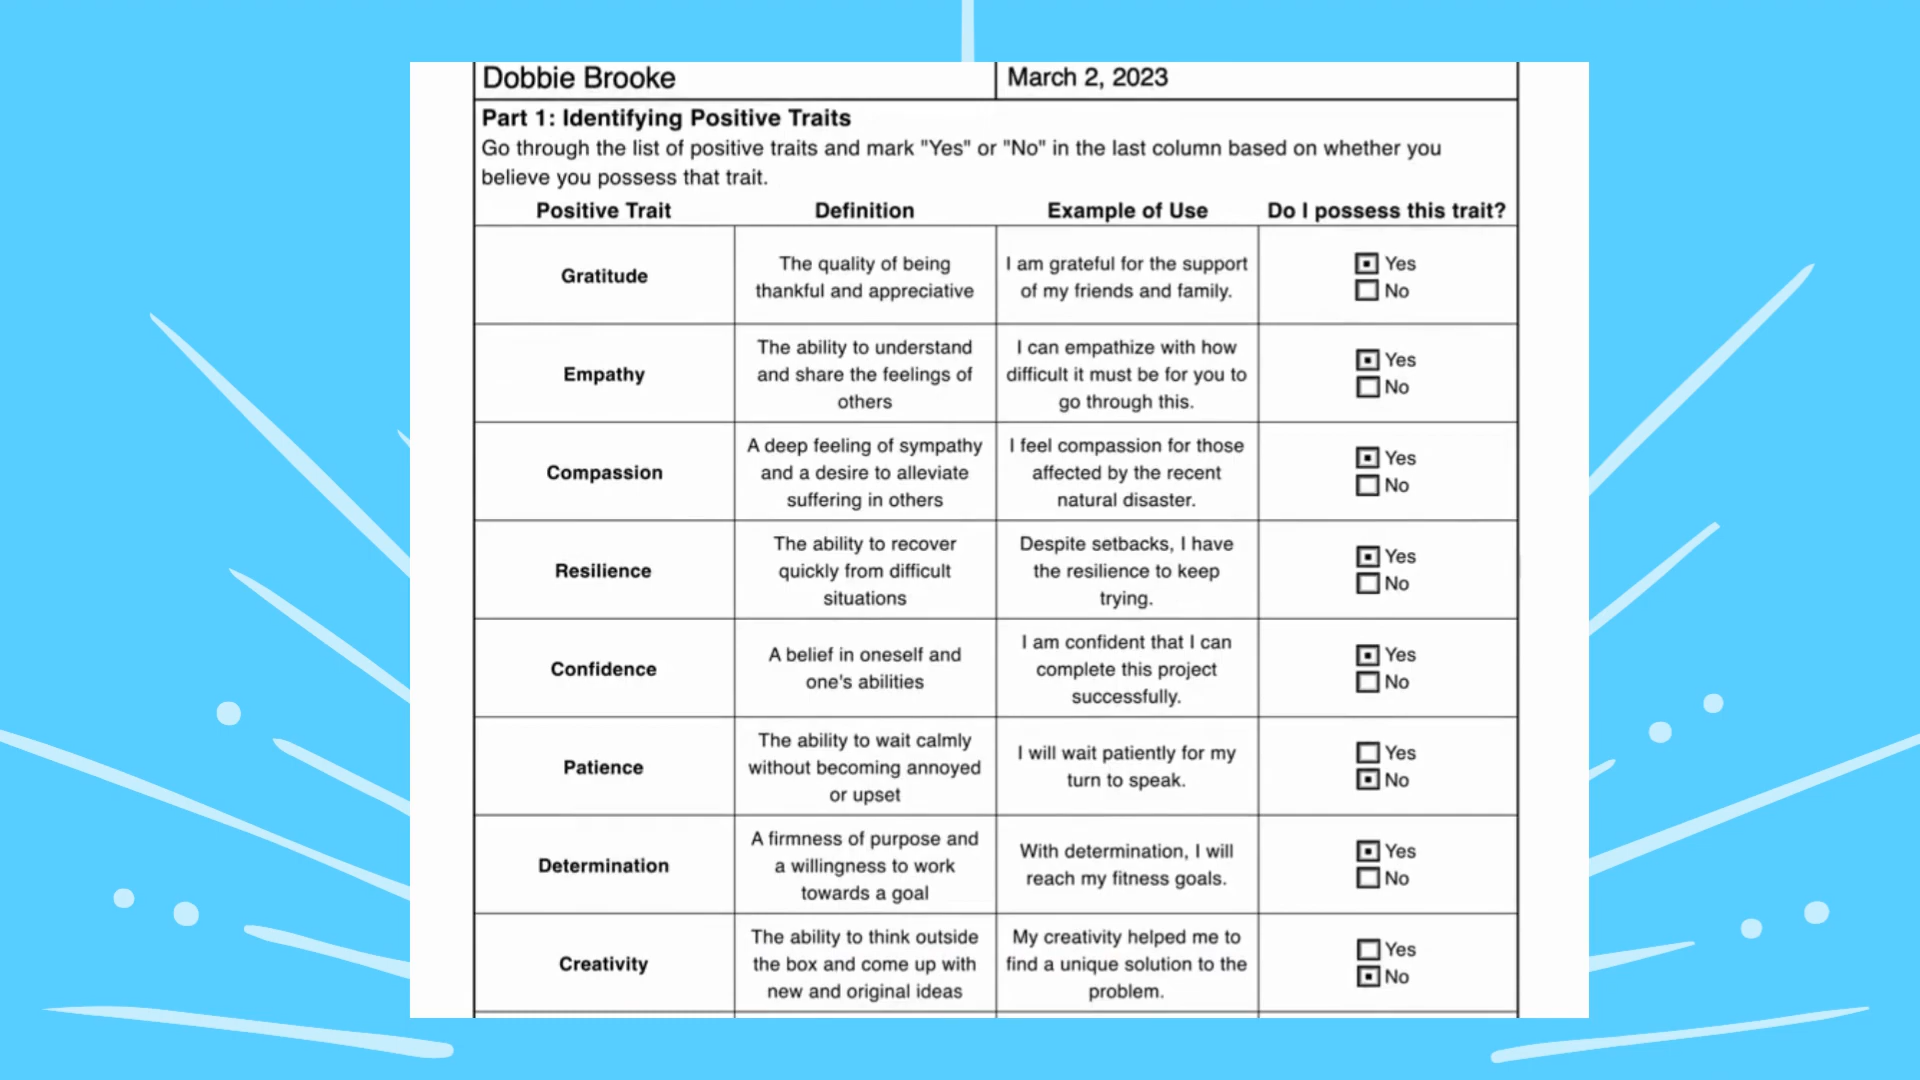 Dobbie Brooke
March 2, 2023
Part 1: Identifying Positive Traits
Go through the list of positive traits and mark "Yes" or "No" in the last column based on whether you
believe you possess that trait.
Positive Trait
Definition
Example of Use
Do I possess this trait?
Gratitude
The quality of being
thankful and appreciative
I am grateful for the support
of my friends and family.
Yes
No
Empathy
The ability to understand
and share the feelings of
others
I can empathize with how
difficult it must be for you to
go through this.
Yes
No
Compassion
A deep feeling of sympathy
and a desire to alleviate
suffering in others
I feel compassion for those
affected by the recent
natural disaster.
Yes
No
Resilience
The ability to recover
quickly from difficult
situations
Despite setbacks, I have
the resilience to keep
trying.
Yes
No
Confidence
A belief in oneself and
one's abilities
I am confident that I can
complete this project
successfully.
Yes
No
Patience
The ability to wait calmly
without becoming annoyed
or upset
I will wait patiently for my
turn to speak.
Yes
No
Determination
A firmness of purpose and
a willingness to work
towards a goal
With determination, I will
reach my fitness goals.
Yes
No
Creativity
The ability to think outside
the box and come up with
new and original ideas
My creativity helped me to
find a unique solution to the
problem.
Yes
No